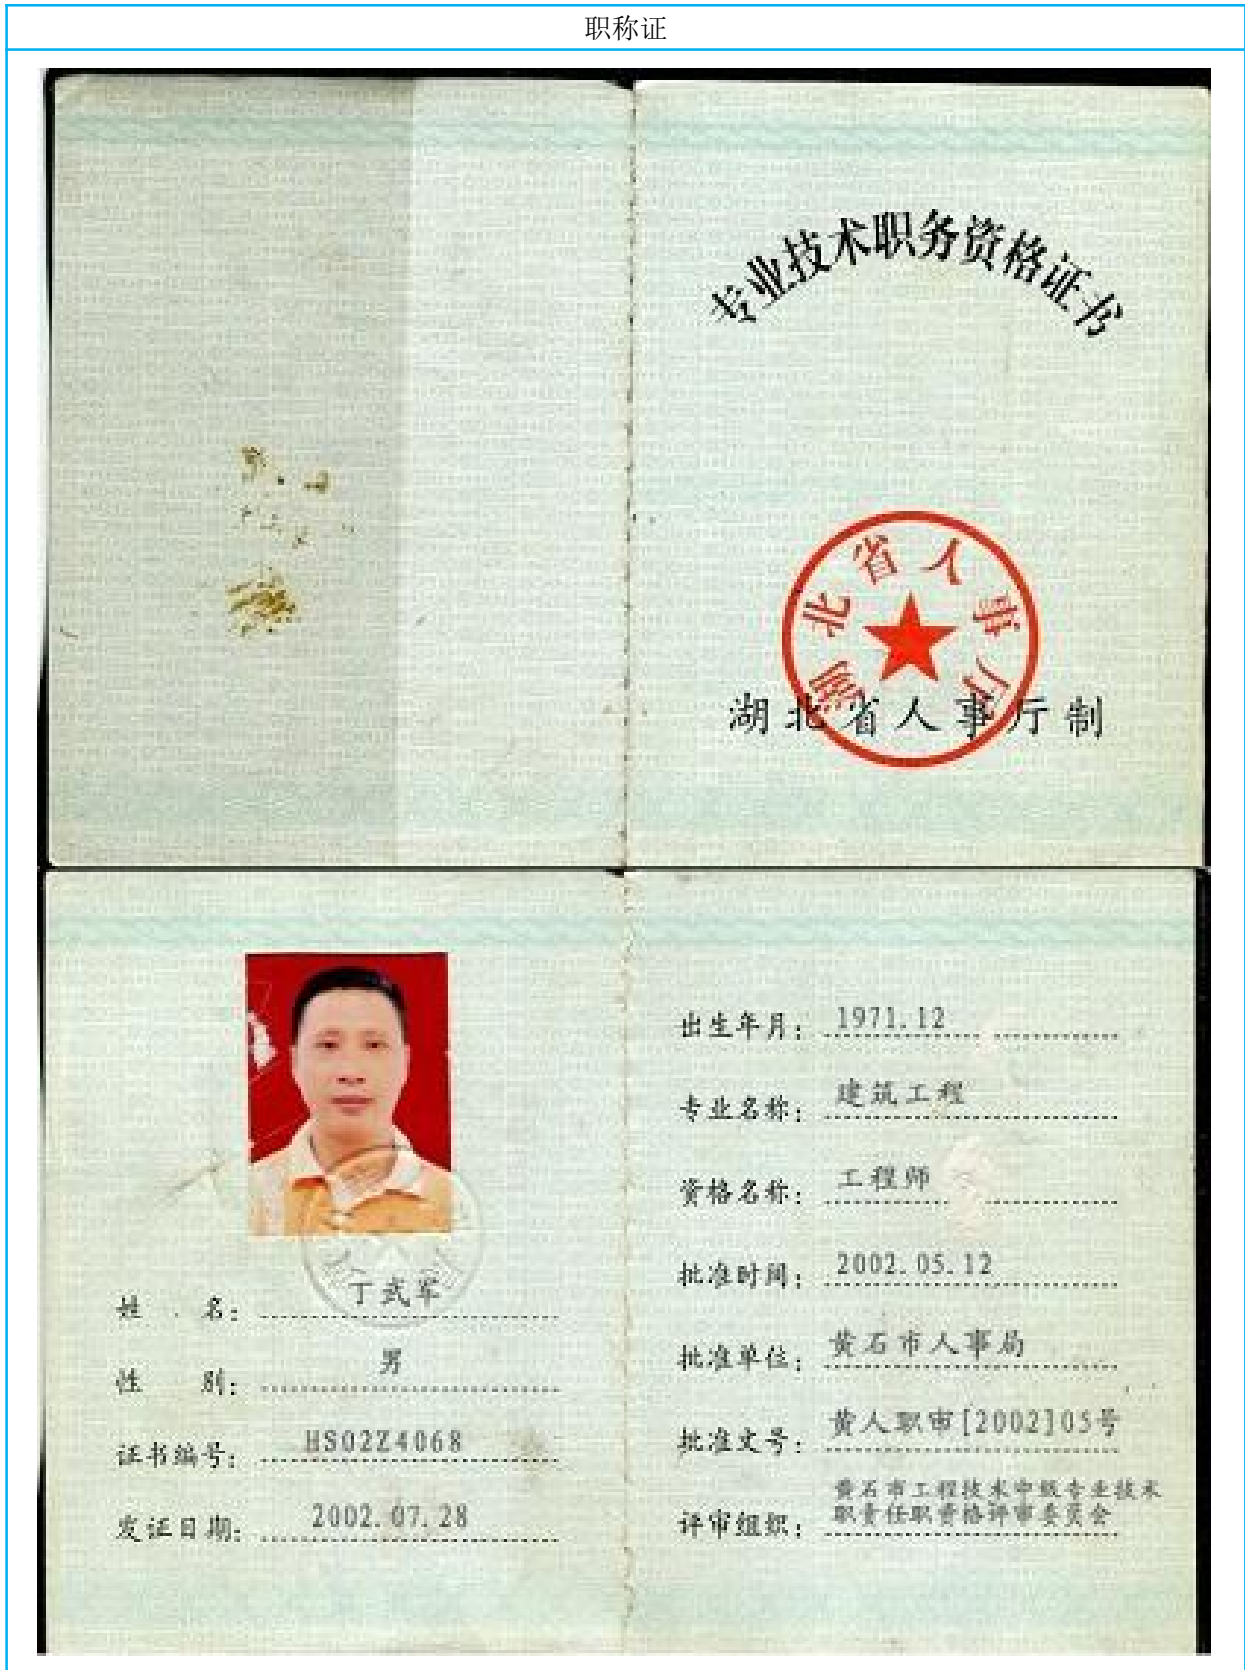 职称证
专业技术职务资格证书
湖北省人事厅
湖北省人事厅制
姓名：丁武军
性别：男
证书编号：HS02Z4068
发证日期：2002.07.28
出生年月：1971.12
专业名称：建筑工程
资格名称：工程师
批准时间：2002.05.12
批准单位：黄石市人事局
批准文号：黄人职审[2002]05号
评审组织：黄石市工程技术中级专业技术
职责任职资格评审委员会